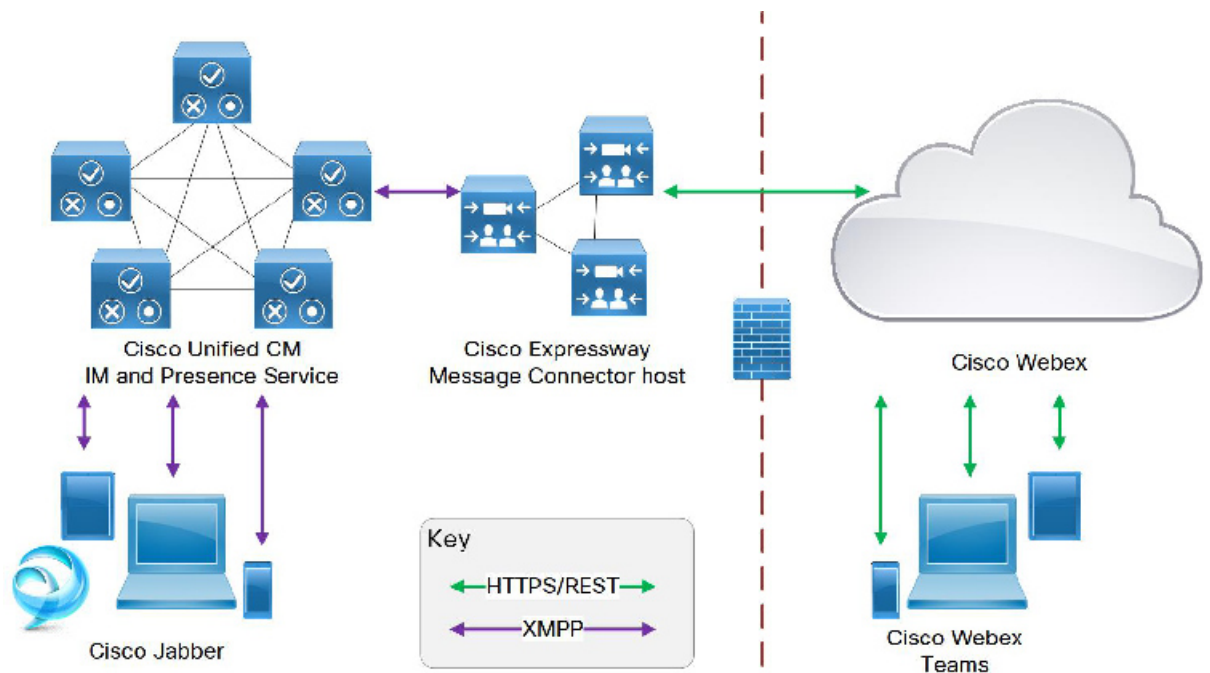 Cisco Unified CM
IM and Presence Service
Cisco Expressway
Message Connector host
Cisco Webex
Key
HTTPS/REST
XMPP
Cisco Jabber
Cisco Webex
Teams